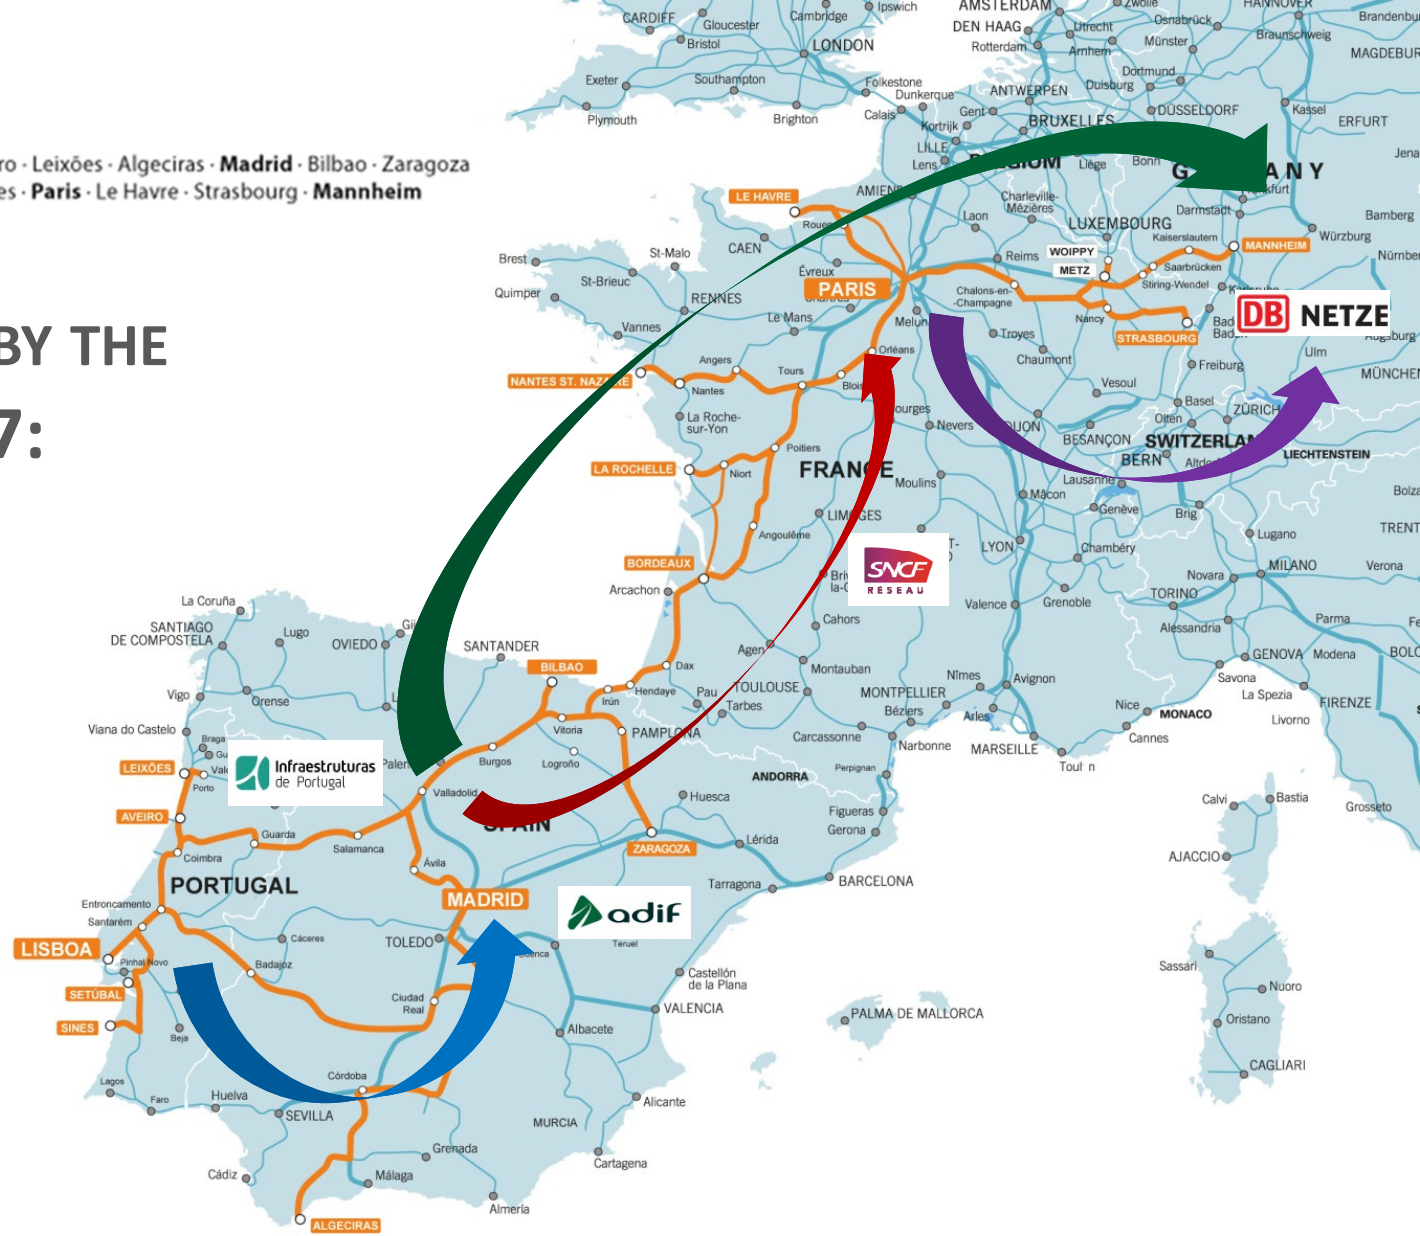 ro · Leixões · Algeciras · Madrid · Bilbao · Zaragoza
es · Paris · Le Havre · Strasbourg · Mannheim
BY THE
7:
CARDIFF
Gloucester
Cambridge
Ipswich
Bristol
LONDON
Exeter
Southampton
Folkestone
Plymouth
Brighton
Dunkerque
Calais
AMSTERDAM
Zwolle
HANNOVER
DEN HAAG
Utrecht
Osnabrück
Brandenbu
Rotterdam
Arnhem
Münster
Braunschweig
MAGDEBUR
Dortmund
ANTWERPEN
Duisburg
Gent
DÜSSELDORF
Kassel
Kortrijk
BRUXELLES
ERFURT
LILLE
Lens
Liège
Bonn
Jena
AMIEN
Charleville-
Mézières
Laon
LUXEMBOURG
Darmstadt
Bamberg
Kaiserslautern
Würzburg
LE HAVRE
Roue
CAEN
Reims
WOIPPY
METZ
Saarbrücken
MANNHEIM
Nürnber
Brest
St-Malo
Évreux
Stiring-Wendel
St-Brieuc
PARIS
Chalons-en-
-Champagne
Quimper
RENNES
Le Mans
Melun
Nancy
DB NETZE
Vannes
Troyes
STRASBOURG
Augsburg
Orléans
Chaumont
Ulm
Angers
Tours
Freiburg
MÜNCHEN
NANTES ST. NAZAIRE
Nantes
Blois
Vesoul
Basel
Olten
ZÜRICH
La Roche-
sur-Yon
ourges
Nevers
DIJON
BESANÇON
SWITZERLAN
LIECHTENSTEIN
Poitiers
BERN
LA ROCHELLE
Niort
FRANCE
Moulins
Lausanne
Mâcon
Genève
Brig
Bolza
LIMOGES
Angoulême
LYON
Lugano
TRENT
Chambéry
BORDEAUX
SNCF
RÉSEAU
Novara
MILANO
Verona
Arcachon
Valence
Grenoble
TORINO
Cahors
Alessandria
Parma
La Coruña
SANTIAGO
DE COMPOSTELA
Lugo
OVIEDO
SANTANDER
Agen
GENOVA
Modena
BOLO
BILBAO
Dax
Montauban
Savona
Vigo
Orense
Hendaye
Irún
Pau
Tarbes
TOULOUSE
Nîmes
Avignon
MONTPELLIER
Béziers
Arles
La Spezia
FIRENZE
Nice
MONACO
Livorno
Viana do Castelo
Braga
Vitoria
PAMPLONA
Carcassonne
Narbonne
MARSEILLE
Cannes
LEIXÕES
Porto
Infraestruturas
de Portugal
Palen
Burgos
Logroño
Perpignan
ANDORRA
Valladolid
Huesca
Figueras
Gerona
Calvi
Bastia
Grosseto
AVEIRO
SPAIN
Guarda
Salamanca
ZARAGOZA
Lérida
AJACCIO
Coimbra
Ávila
PORTUGAL
MADRID
Tarragona
BARCELONA
Entroncamento
Santarém
adif
LISBOA
Cáceres
TOLEDO
Teruel
Pinhal Novo
Badajoz
Castellón
de la Plana
Sassari
SETÚBAL
Ciudad
Real
VALENCIA
Nuoro
SINES
PALMA DE MALLORCA
Oristano
Beja
Albacete
Córdoba
CAGLIARI
Lagos
Faro
Huelva
SEVILLA
Alicante
MURCIA
Cádiz
Grenada
Cartagena
Málaga
Almería
ALGECIRAS